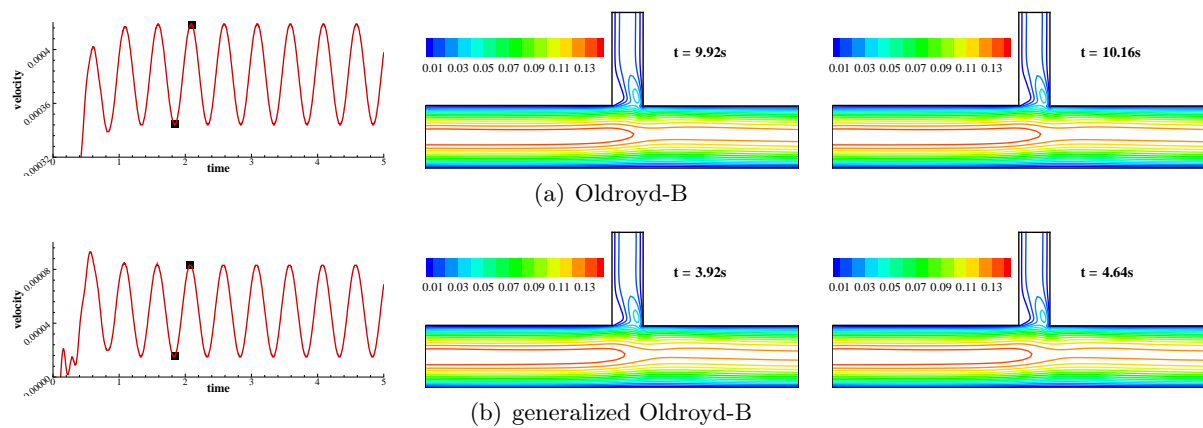 velocity
0.0004
0.00036
0.00032
0 1 2 3 4 5
time
0.01 0.03 0.05 0.07 0.09 0.11 0.13
t = 9.92s
0.01 0.03 0.05 0.07 0.09 0.11 0.13
t = 10.16s
(a) Oldroyd-B
velocity
0.00008
0.00004
0.00000
0 1 2 3 4 5
time
0.01 0.03 0.05 0.07 0.09 0.11 0.13
t = 3.92s
0.01 0.03 0.05 0.07 0.09 0.11 0.13
t = 4.64s
(b) generalized Oldroyd-B